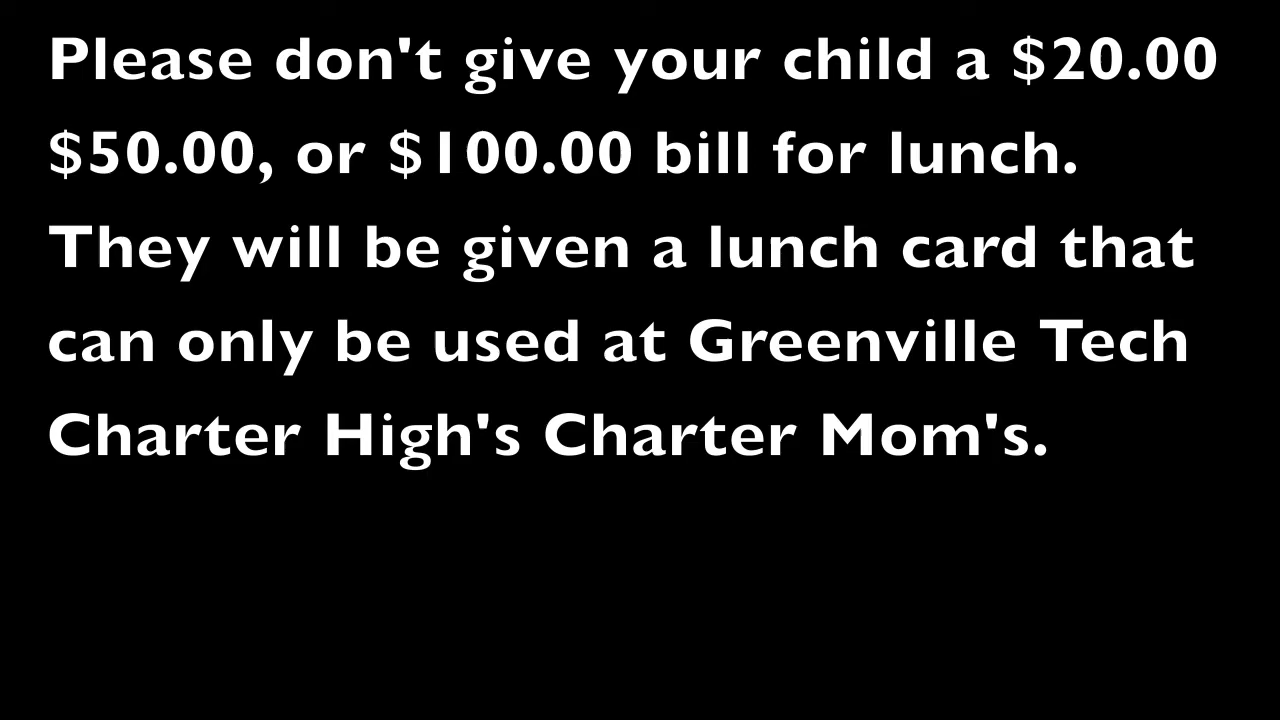 Please don't give your child a $20.00
$50.00, or $100.00 bill for lunch.
They will be given a lunch card that
can only be used at Greenville Tech
Charter High's Charter Mom's.